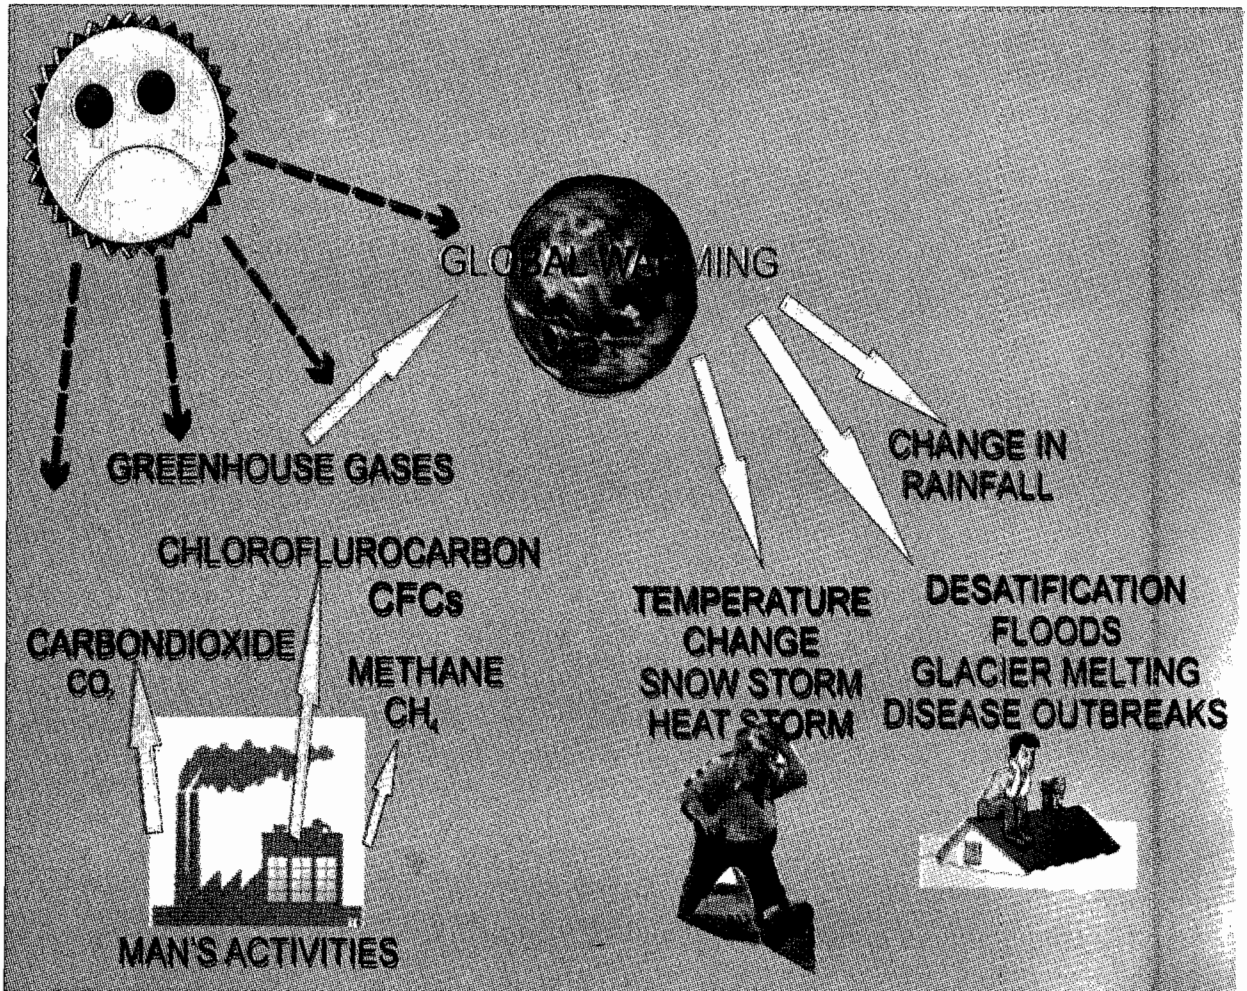 GLOBAL WARMING
GREENHOUSE GASES
CHLOROFLUROCARBON
CFCs
CARBONDIOXIDE
CO₂
METHANE
CH₄
MAN'S ACTIVITIES
CHANGE IN
RAINFALL
TEMPERATURE
CHANGE
SNOW STORM
HEAT STORM
DESATIFICATION
FLOODS
GLACIER MELTING
DISEASE OUTBREAKS